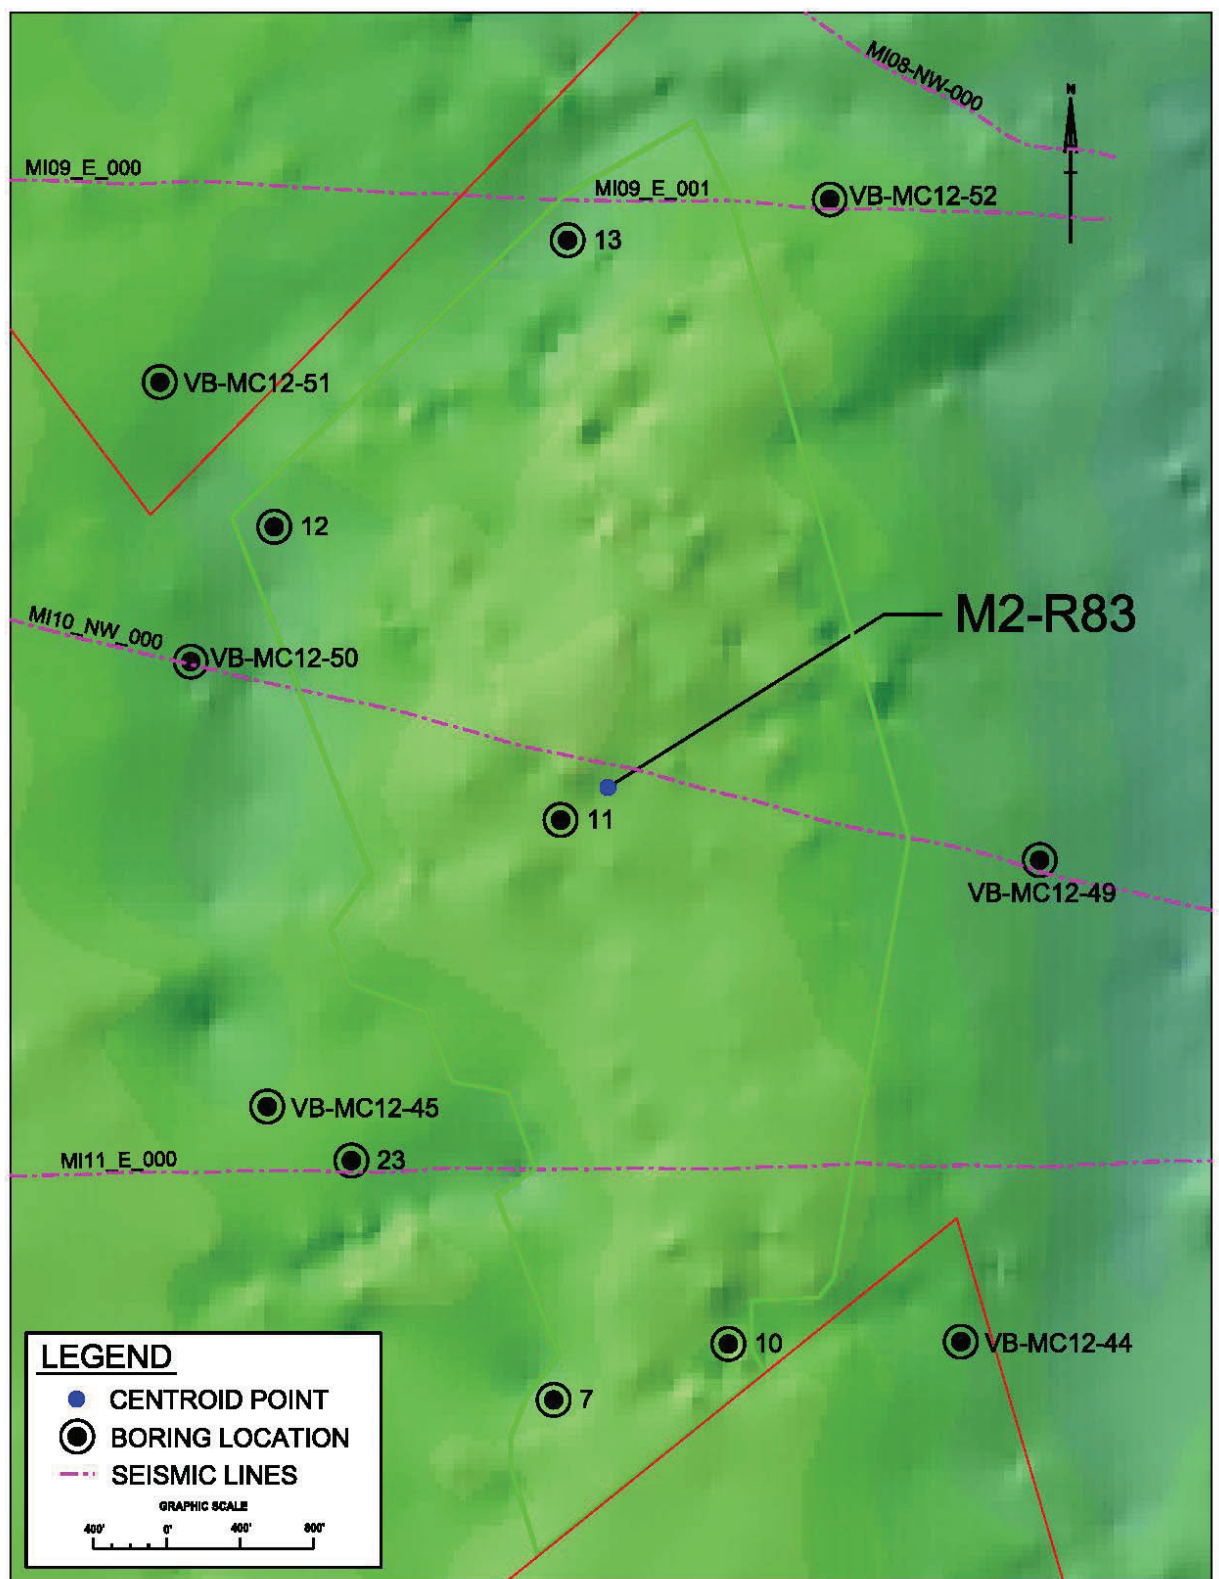 MI08-NW-000
N
MI09_E_000
MI09_E_001
VB-MC12-52
13
VB-MC12-51
12
M2-R83
MI10_NW_000
VB-MC12-50
11
VB-MC12-49
VB-MC12-45
MI11_E_000
23
10
VB-MC12-44
7
LEGEND
CENTROID POINT
BORING LOCATION
SEISMIC LINES
GRAPHIC SCALE
400' 0' 400' 800'